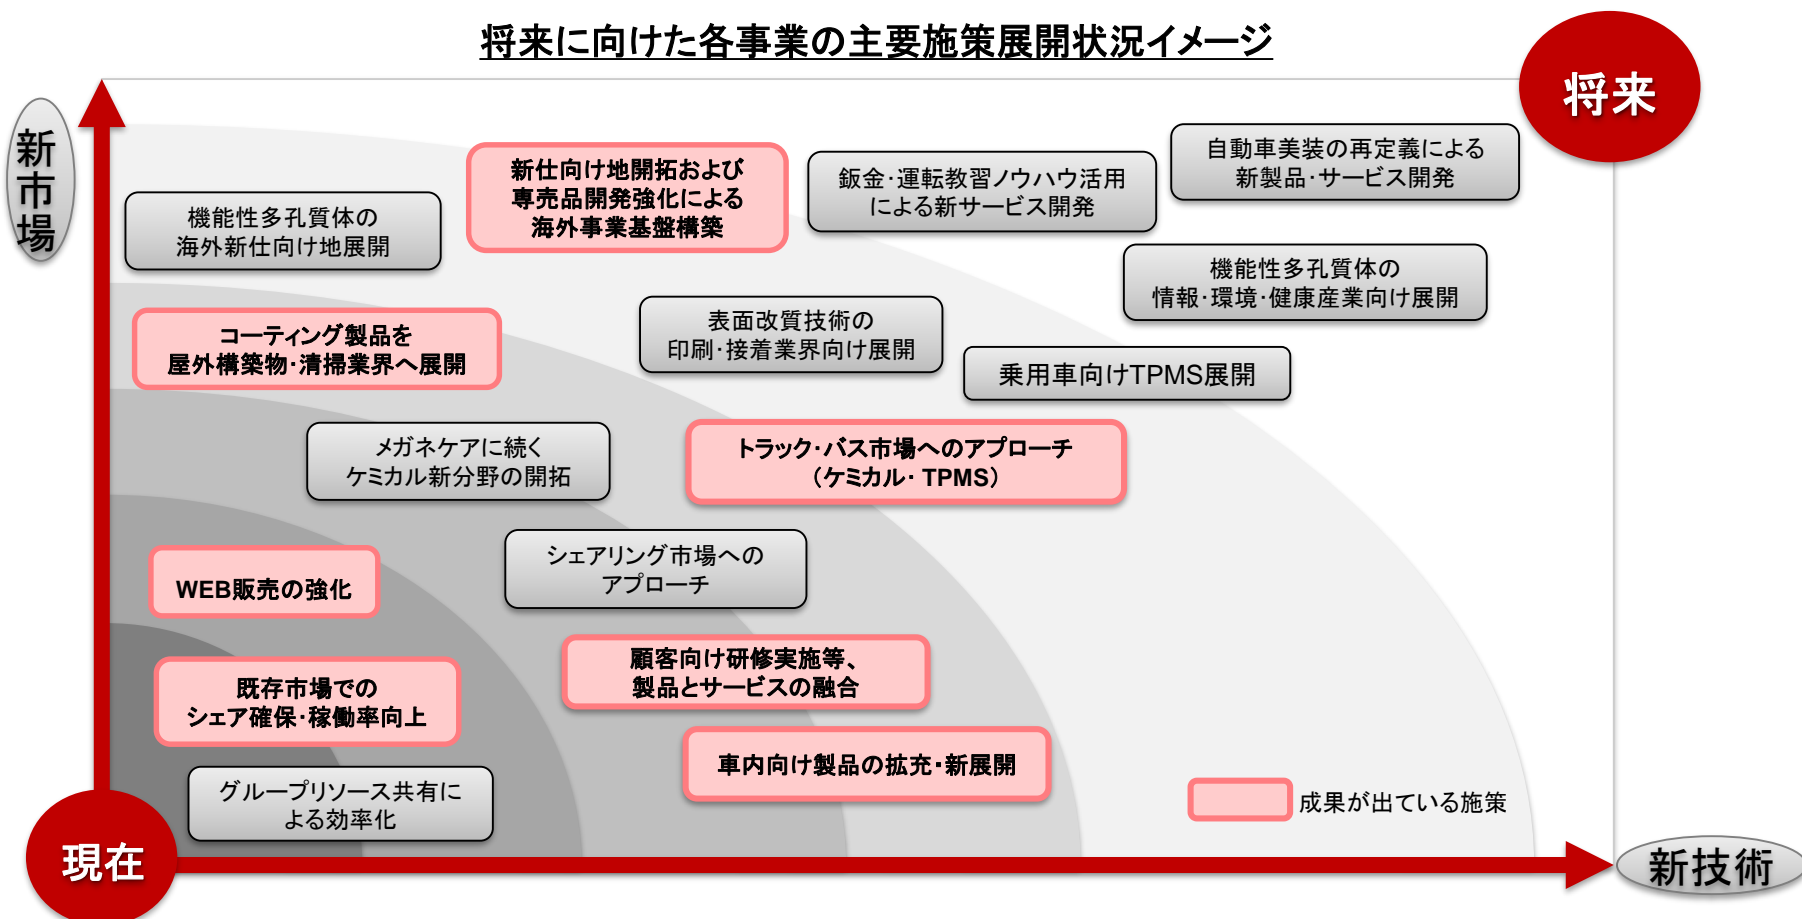 将来に向けた各事業の主要施策展開状況イメージ
将来
新市場
自動車美装の再定義による
新製品・サービス開発
新仕向け地開拓および
専売品開発強化による
海外事業基盤構築
鈑金・運転教習ノウハウ活用
による新サービス開発
機能性多孔質体の
海外新仕向け地展開
機能性多孔質体の
情報・環境・健康産業向け展開
コーティング製品を
屋外構築物・清掃業界へ展開
表面改質技術の
印刷・接着業界向け展開
乗用車向けTPMS展開
メガネケアに続く
ケミカル新分野の開拓
トラック・バス市場へのアプローチ
（ケミカル・ TPMS）
シェアリング市場への
アプローチ
WEB販売の強化
顧客向け研修実施等、
製品とサービスの融合
既存市場での
シェア確保・稼働率向上
車内向け製品の拡充・新展開
グループリソース共有に
よる効率化
成果が出ている施策
現在
新技術